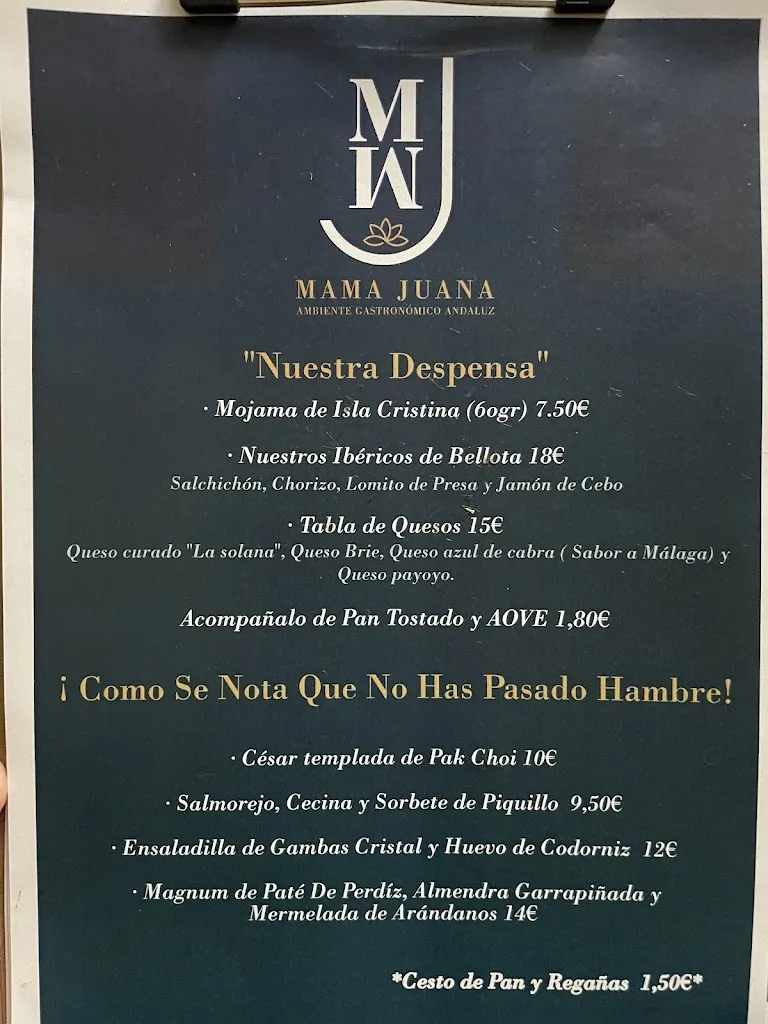 MJ
M
MAMA JUANA
AMBIENTE GASTRONÓMICO ANDALUZ
"Nuestra Despensa"
· Mojama de Isla Cristina (6ogr) 7.50€
· Nuestros Ibéricos de Bellota 18€
Salchichón, Chorizo, Lomito de Presa y Jamón de Cebo
· Tabla de Quesos 15€
Queso curado "La solana", Queso Brie, Queso azul de cabra ( Sabor a Málaga) y
Queso payoyo.
Acompañalo de Pan Tostado y AOVE 1,80€
¡ Como Se Nota Que No Has Pasado Hambre!
· César templada de Pak Choi 10€
· Salmorejo, Cecina y Sorbete de Piquillo 9,50€
· Ensaladilla de Gambas Cristal y Huevo de Codorniz 12€
· Magnum de Paté De Perdíz, Almendra Garrapiñada y
Mermelada de Arándanos 14€
*Cesto de Pan y Regañas 1,50€*